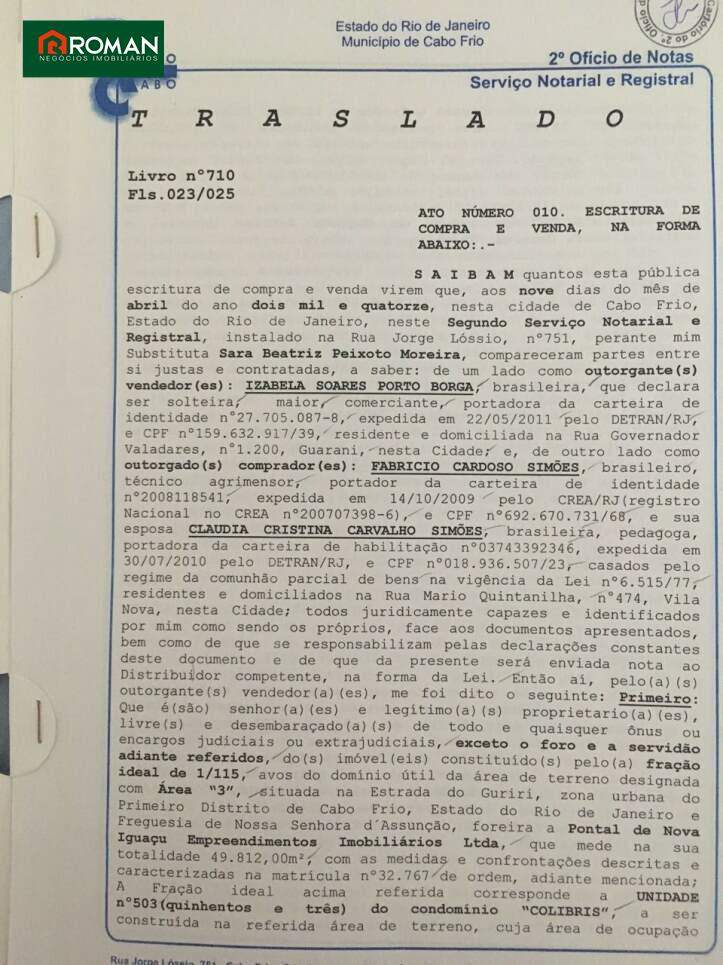 ROMAN
NEGÓCIOS IMOBILIÁRIOS
Estado do Rio de Janeiro
Município de Cabo Frio
2º Ofício de Notas
Serviço Notarial e Registral
T R A S L A D O
Livro n°710
Fls.023/025
ATO NÚMERO 010. ESCRITURA DE
COMPRA E VENDA, NA FORMA
ABAIXO:.-
S A I B A M quantos esta pública
escritura de compra e venda virem que, aos nove dias do mês de
abril do ano dois mil e quatorze, nesta cidade de Cabo Frio,
Estado do Rio de Janeiro, neste Segundo Serviço Notarial e
Registral, instalado na Rua Jorge Lóssio, n°751, perante mim
Substituta Sara Beatriz Peixoto Moreira, compareceram partes entre
si justas e contratadas, a saber: de um lado como outorgante(s)
vendedor(es): IZABELA SOARES PORTO BORGA, brasileira, que declara
ser solteira, maior, comerciante, portadora da carteira de
identidade n°27.705.087-8, expedida em 22/05/2011 pelo DETRAN/RJ,
e CPF n°159.632.917/39, residente e domiciliada na Rua Governador
Valadares, n°1.200, Guarani, nesta Cidade; e, de outro lado como
outorgado(s) comprador(es): FABRICIO CARDOSO SIMÕES, brasileiro,
técnico agrimensor, portador da carteira de identidade
n°2008118541, expedida em 14/10/2009 pelo CREA/RJ(registro
Nacional no CREA n°200707398-6), e CPF n°692.670.731/68, e sua
esposa CLAUDIA CRISTINA CARVALHO SIMÕES, brasileira, pedagoga,
portadora da carteira de habilitação n°03743392346, expedida em
30/07/2010 pelo DETRAN/RJ, e CPF n°018.936.507/23, casados pelo
regime da comunhão parcial de bens na vigência da Lei n°6.515/77,
residentes e domiciliados na Rua Mario Quintanilha, n°474, Vila
Nova, nesta Cidade; todos juridicamente capazes e identificados
por mim como sendo os próprios, face aos documentos apresentados,
bem como de que se responsabilizam pelas declarações constantes
deste documento e de que da presente será enviada nota ao
Distribuidor competente, na forma da Lei. Então aí, pelo(a)(s)
outorgante(s) vendedor(a)(es), me foi dito o seguinte: Primeiro:
Que é(são) senhor(a)(es) e legítimo(a)(s) proprietario(a)(es),
livre(s) e desembaraçado(a)(s) de todo e quaisquer ônus ou
encargos judiciais ou extrajudiciais, exceto o foro e a servidão
adiante referidos, do(s) imóvel(eis) constituído(s) pelo(a) fração
ideal de 1/115, avos do domínio útil da área de terreno designada
com Área "3", situada na Estrada do Guriri, zona urbana do
Primeiro Distrito de Cabo Frio, Estado do Rio de Janeiro e
Freguesia de Nossa Senhora d´Assunção, foreira a Pontal de Nova
Iguaçu Empreendimentos Imobiliários Ltda, que mede na sua
totalidade 49.812,00m², com as medidas e confrontações descritas e
caracterizadas na matrícula n°32.767 de ordem, adiante mencionada;
A Fração ideal acima referida corresponde a UNIDADE
n°503(quinhentos e três) do condomínio "COLIBRIS", a ser
construída na referida área de terreno, cuja área de ocupação